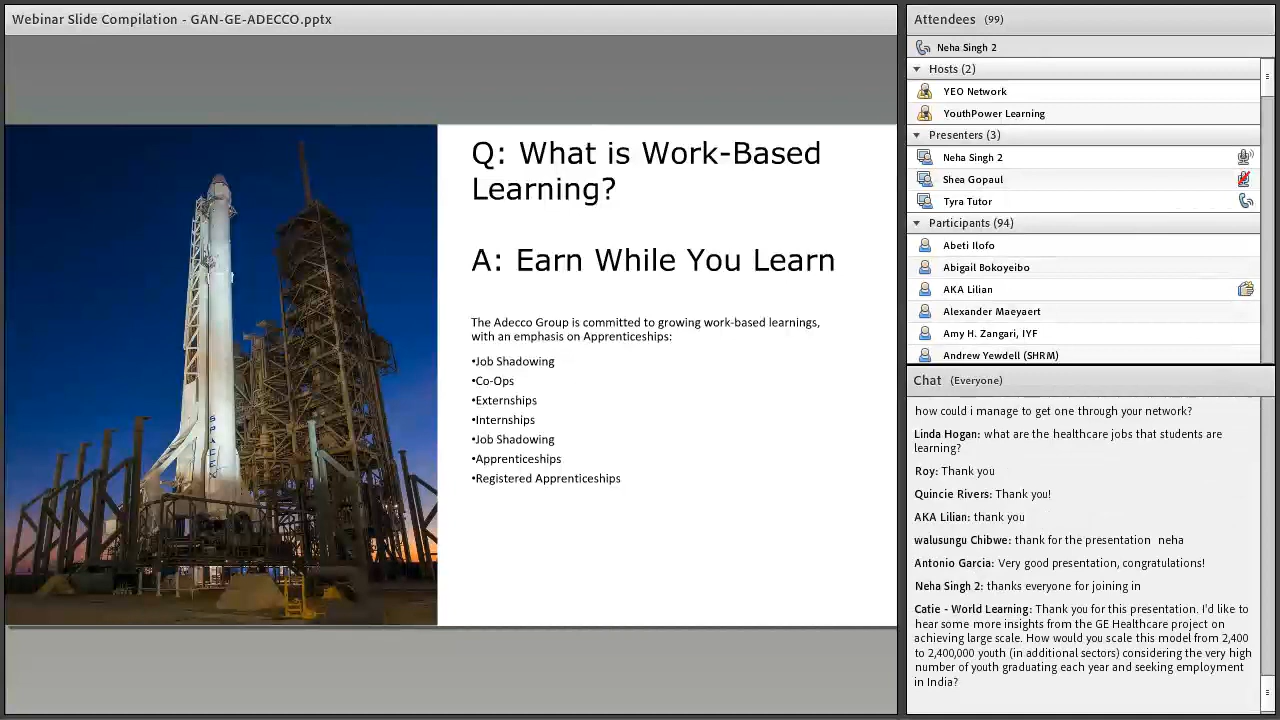 Webinar Slide Compilation - GAN-GE-ADECCO.pptx
Q: What is Work-Based
Learning?
A: Earn While You Learn
The Adecco Group is committed to growing work-based learnings,
with an emphasis on Apprenticeships:
•Job Shadowing
•Co-Ops
•Externships
•Internships
•Job Shadowing
•Apprenticeships
•Registered Apprenticeships
SPACEX
Attendees (99)
Neha Singh 2
Hosts (2)
YEO Network
YouthPower Learning
Presenters (3)
Neha Singh 2
Shea Gopaul
Tyra Tutor
Participants (94)
Abeti Ilofo
Abigail Bokoyeibo
AKA Lilian
Alexander Maeyaert
Amy H. Zangari, IYF
Andrew Yewdell (SHRM)
Chat (Everyone)
how could i manage to get one through your network?
Linda Hogan: what are the healthcare jobs that students are
learning?
Roy: Thank you
Quincie Rivers: Thank you!
AKA Lilian: thank you
walusungu Chibwe: thank for the presentation  neha
Antonio Garcia: Very good presentation, congratulations!
Neha Singh 2: thanks everyone for joining in
Catie - World Learning: Thank you for this presentation. I'd like to
hear some more insights from the GE Healthcare project on
achieving large scale. How would you scale this model from 2,400
to 2,400,000 youth (in additional sectors) considering the very high
number of youth graduating each year and seeking employment
in India?